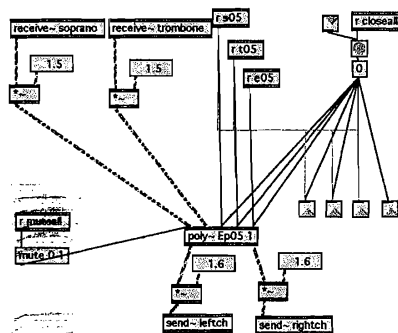 r s05
r closeall
receive~ soprano
receive~ trombone
r t05
1.5
1.5
0
r e05
*~
*~
r muteall
mute 0 1
poly~ Ep05 1
1.6
1.6
*~
*~
send~ leftch
send~ rightch